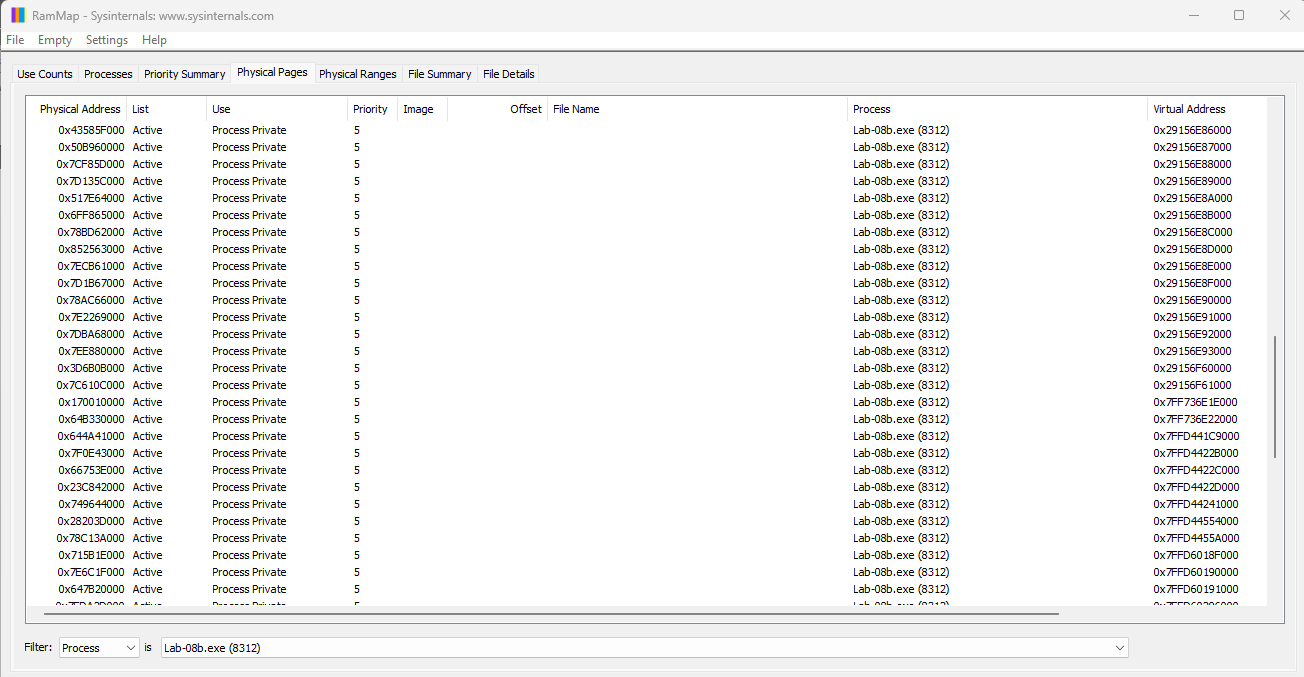 RamMap - Sysinternals: www.sysinternals.com
File Empty Settings Help
Use Counts Processes Priority Summary Physical Pages Physical Ranges File Summary File Details
Physical Address List Use Priority Image Offset File Name Process Virtual Address
0x43585F000 Active Process Private 5 Lab-08b.exe (8312) 0x29156E86000
0x50B960000 Active Process Private 5 Lab-08b.exe (8312) 0x29156E87000
0x7CF85D000 Active Process Private 5 Lab-08b.exe (8312) 0x29156E88000
0x7D135C000 Active Process Private 5 Lab-08b.exe (8312) 0x29156E89000
0x517E64000 Active Process Private 5 Lab-08b.exe (8312) 0x29156E8A000
0x6FF865000 Active Process Private 5 Lab-08b.exe (8312) 0x29156E8B000
0x78BD62000 Active Process Private 5 Lab-08b.exe (8312) 0x29156E8C000
0x852563000 Active Process Private 5 Lab-08b.exe (8312) 0x29156E8D000
0x7ECB61000 Active Process Private 5 Lab-08b.exe (8312) 0x29156E8E000
0x7D1B67000 Active Process Private 5 Lab-08b.exe (8312) 0x29156E8F000
0x78AC66000 Active Process Private 5 Lab-08b.exe (8312) 0x29156E90000
0x7E2269000 Active Process Private 5 Lab-08b.exe (8312) 0x29156E91000
0x7DBA68000 Active Process Private 5 Lab-08b.exe (8312) 0x29156E92000
0x7EE880000 Active Process Private 5 Lab-08b.exe (8312) 0x29156E93000
0x3D6B0B000 Active Process Private 5 Lab-08b.exe (8312) 0x29156F60000
0x7C610C000 Active Process Private 5 Lab-08b.exe (8312) 0x29156F61000
0x170010000 Active Process Private 5 Lab-08b.exe (8312) 0x7FF736E1E000
0x64B330000 Active Process Private 5 Lab-08b.exe (8312) 0x7FF736E22000
0x644A41000 Active Process Private 5 Lab-08b.exe (8312) 0x7FFD441C9000
0x7F0E43000 Active Process Private 5 Lab-08b.exe (8312) 0x7FFD4422B000
0x66753E000 Active Process Private 5 Lab-08b.exe (8312) 0x7FFD4422C000
0x23C842000 Active Process Private 5 Lab-08b.exe (8312) 0x7FFD4422D000
0x749644000 Active Process Private 5 Lab-08b.exe (8312) 0x7FFD44241000
0x28203D000 Active Process Private 5 Lab-08b.exe (8312) 0x7FFD44554000
0x78C13A000 Active Process Private 5 Lab-08b.exe (8312) 0x7FFD4455A000
0x715B1E000 Active Process Private 5 Lab-08b.exe (8312) 0x7FFD6018F000
0x7E6C1F000 Active Process Private 5 Lab-08b.exe (8312) 0x7FFD60190000
0x647B20000 Active Process Private 5 Lab-08b.exe (8312) 0x7FFD60191000
Active Process Private 5 Lab-08b.exe (8312)
Filter: Process is Lab-08b.exe (8312)